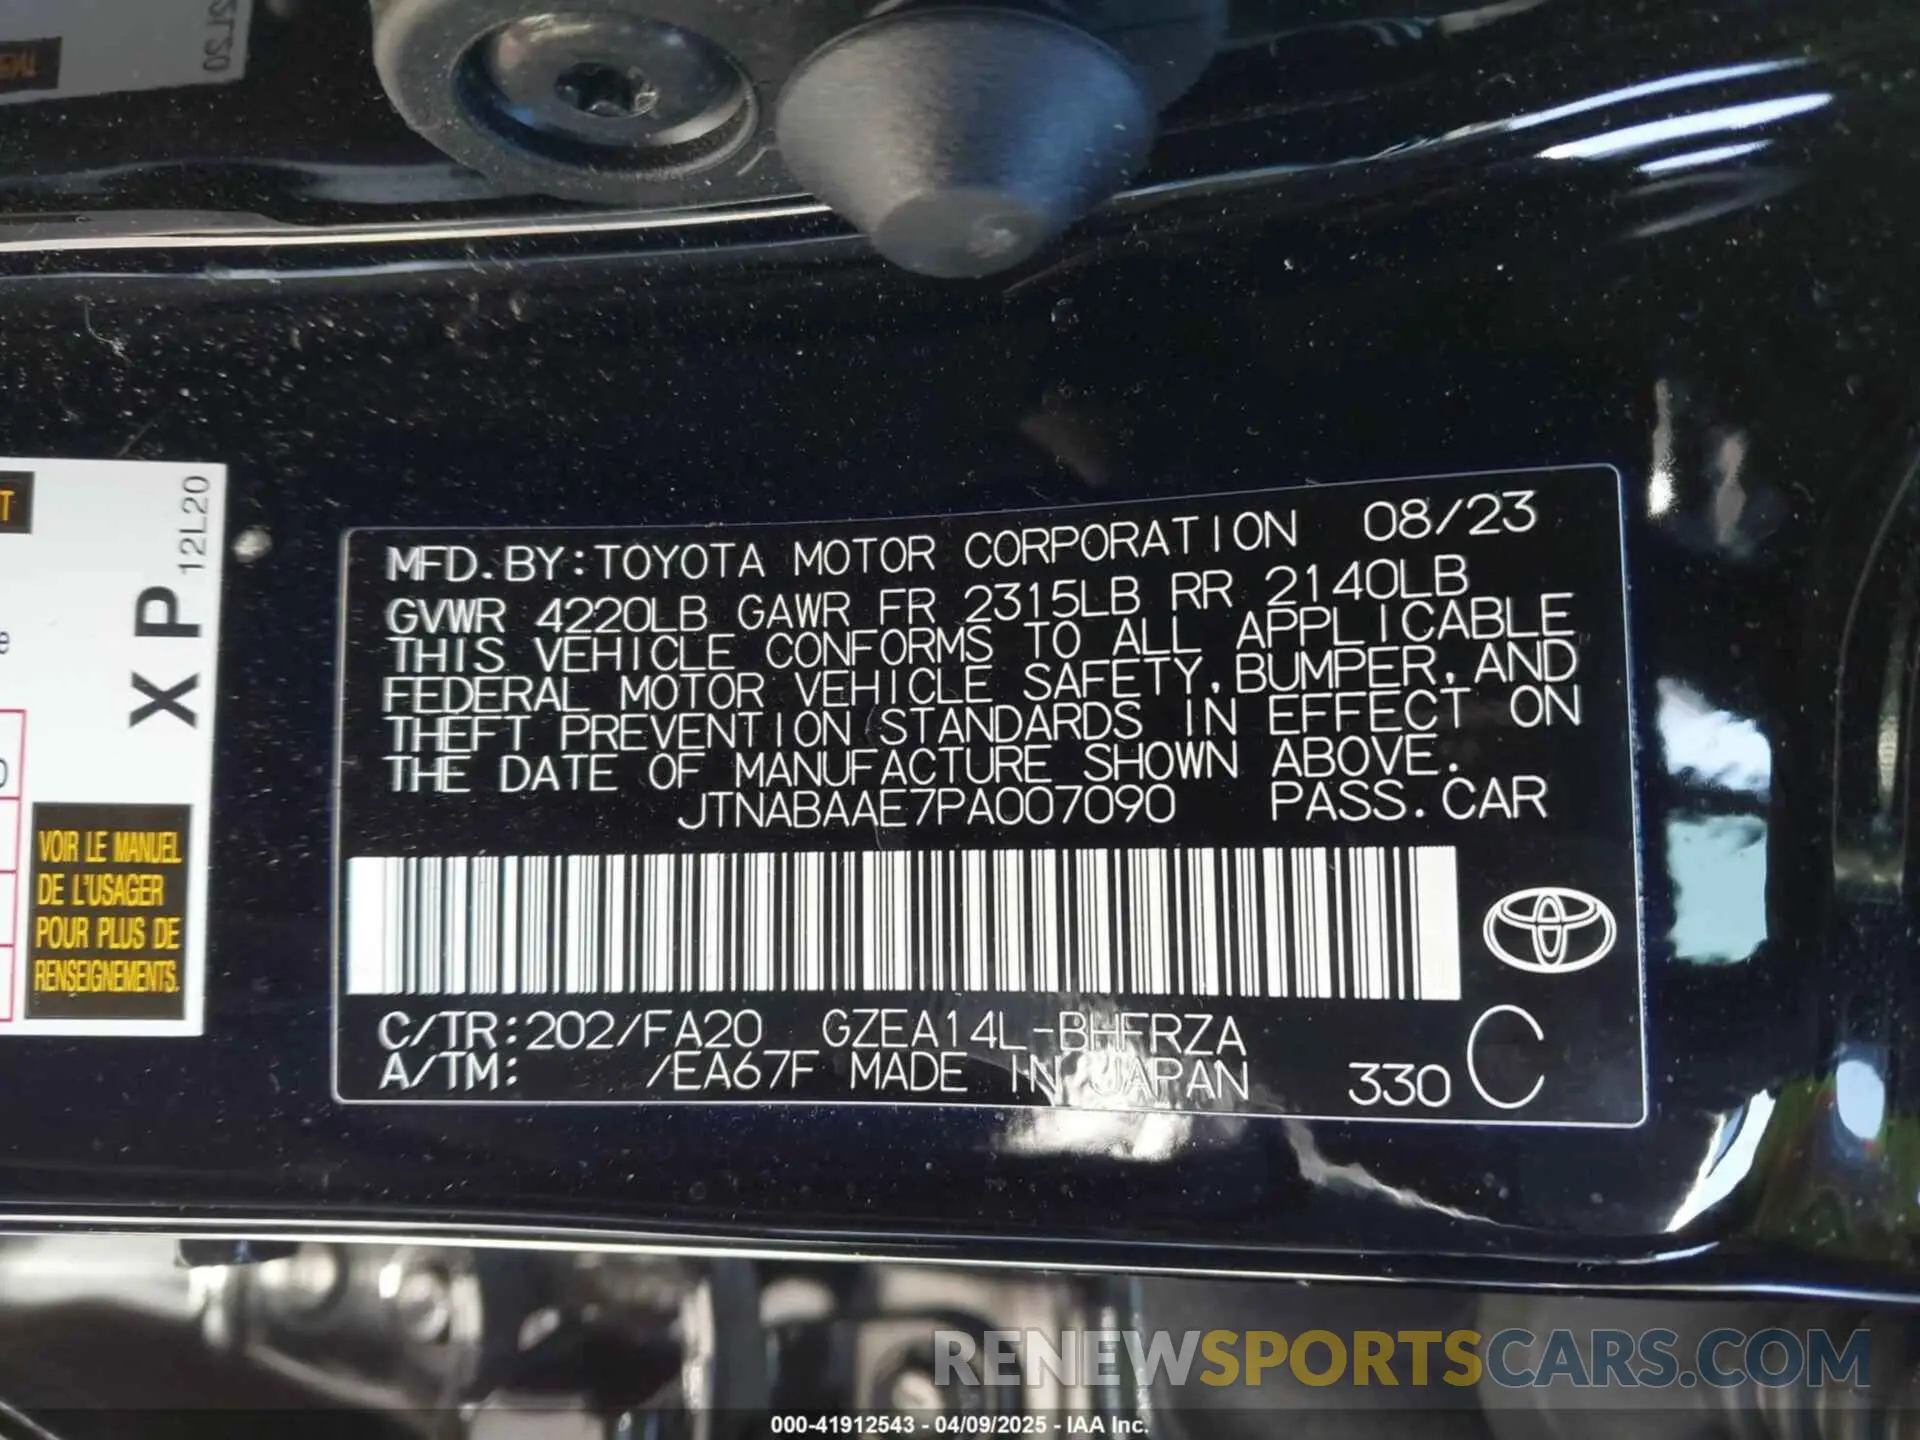 12L20
T
XP
12L20
e
0
VOIR LE MANUEL
DE L'USAGER
POUR PLUS DE
RENSEIGNEMENTS.
MFD. BY: TOYOTA MOTOR CORPORATION 08/23
GVWR 4220LB GAWR FR 2315LB RR 2140LB
THIS VEHICLE CONFORMS TO ALL APPLICABLE
FEDERAL MOTOR VEHICLE SAFETY, BUMPER, AND
THEFT PREVENTION STANDARDS IN EFFECT ON
THE DATE OF MANUFACTURE SHOWN ABOVE.
JTNABAAE7PA007090 PASS. CAR
C/TR:202/FA20 GZEA14L-BHFRZA
A/TM: /EA67F MADE IN JAPAN 330 C
RENEWSPORTSCARS.COM
000-41912543 - 04/09/2025 - IAA Inc.